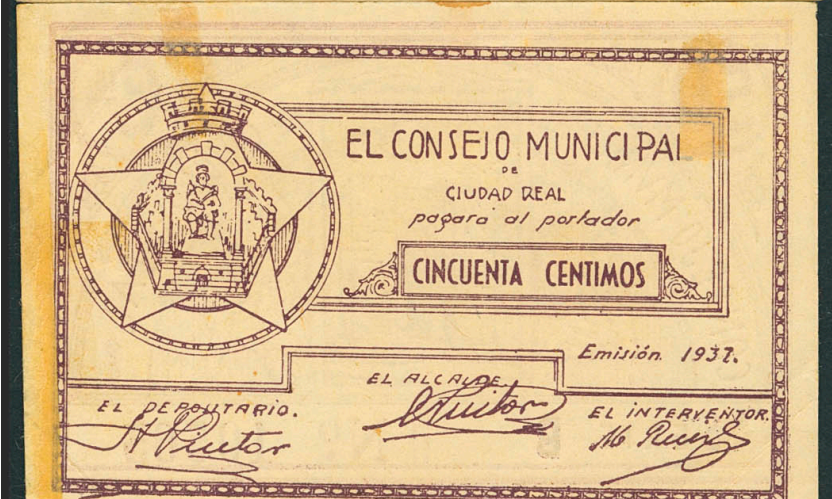 EL CONSEJO MUNICIPAL
DE
CIUDAD REAL
pagará al portador
CINCUENTA CENTIMOS
Emisión 1937.
EL ALCALDE.
EL DEPOSITARIO.
EL INTERVENTOR.